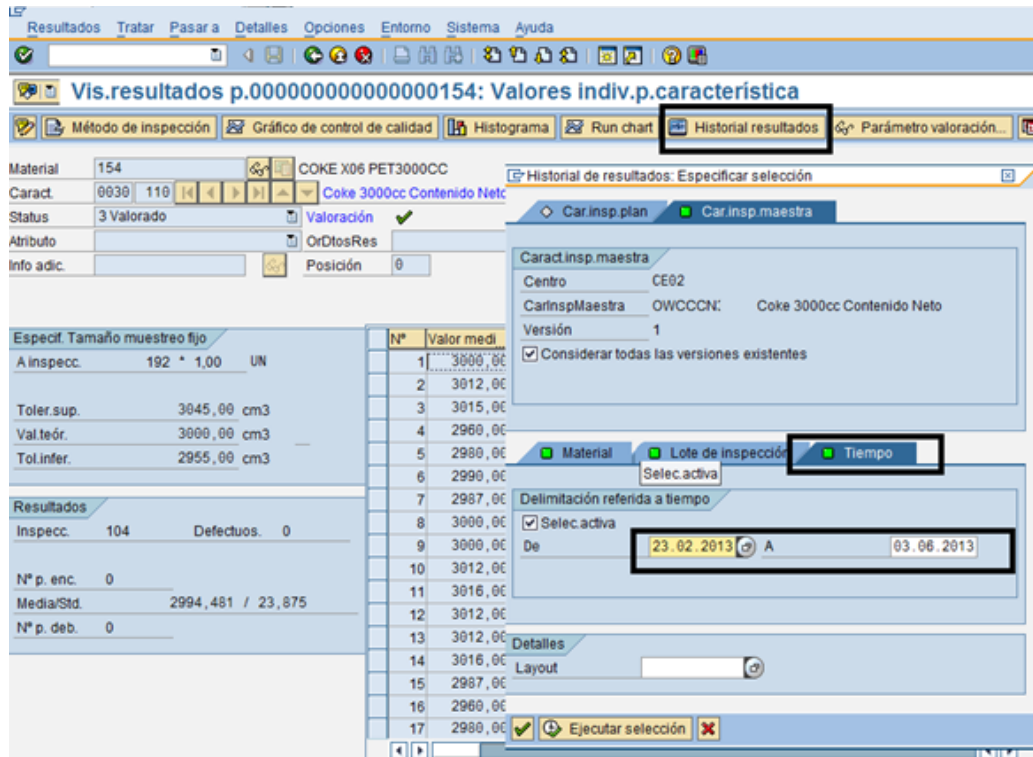 Resultados Tratar Pasar a Detalles Opciones Entorno Sistema Ayuda
Vis.resultados p.000000000000000154: Valores indiv.p.característica
Método de inspección Gráfico de control de calidad Histograma Run chart Historial resultados Parámetro valoración...
Material 154 COKE X06 PET3000CC
Caract. 0030 110 Coke 3000cc Contenido Neto
Status 3 Valorado Valoración
Atributo OrDtosRes
Info adic. Posición 0
Especif. Tamaño muestreo fijo
A inspecc. 192 * 1,00 UN
Toler.sup. 3045,00 cm3
Val.teór. 3000,00 cm3
Tol.infer. 2955,00 cm3
Resultados
Inspecc. 104 Defectuos. 0
Nº p. enc. 0
Media/Std. 2994,481 / 23,875
Nº p. deb. 0
Nº Valor medi
1 3000,00
2 3012,00
3 3015,00
4 2960,00
5 2980,00
6 2990,00
7 2987,00
8 3000,00
9 3000,00
10 3012,00
11 3016,00
12 3012,00
13 3012,00
14 3016,00
15 2987,00
16 2960,00
17 2980,00
Historial de resultados: Especificar selección
Car.insp.plan Car.insp.maestra
Caract.insp.maestra
Centro CE02
CarInspMaestra OWCCCN: Coke 3000cc Contenido Neto
Versión 1
Considerar todas las versiones existentes
Material Lote de inspección Tiempo
Selec.activa
Delimitación referida a tiempo
Selec.activa
De 23.02.2013 A 03.06.2013
Detalles
Layout
Ejecutar selección